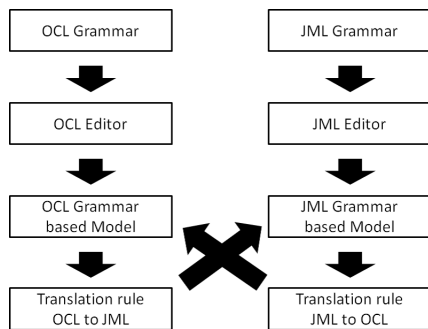 OCL Grammar
JML Grammar
OCL Editor
JML Editor
OCL Grammar
based Model
JML Grammar
based Model
Translation rule
OCL to JML
Translation rule
JML to OCL